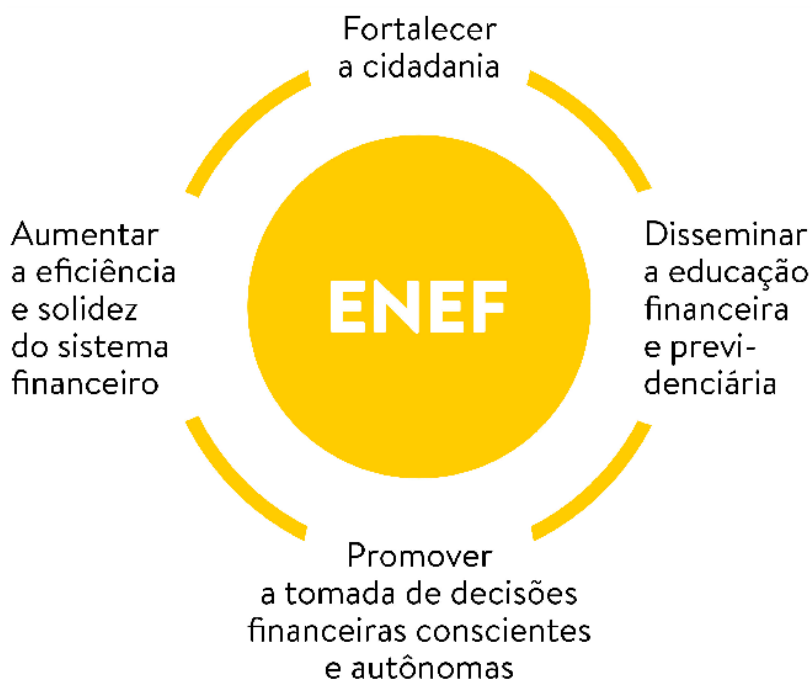 Fortalecer
a cidadania
Aumentar
a eficiência
e solidez
do sistema
financeiro
ENEF
Disseminar
a educação
financeira
e previ-
denciária
Promover
a tomada de decisões
financeiras conscientes
e autônomas